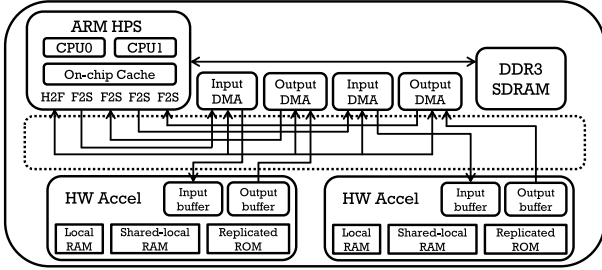 ARM HPS
CPU0 CPU1
On-chip Cache
H2F F2S F2S F2S F2S
Input
DMA
Output
DMA
Input
DMA
Output
DMA
DDR3
SDRAM
HW Accel
Input
buffer
Output
buffer
Local
RAM
Shared-local
RAM
Replicated
ROM
HW Accel
Input
buffer
Output
buffer
Local
RAM
Shared-local
RAM
Replicated
ROM